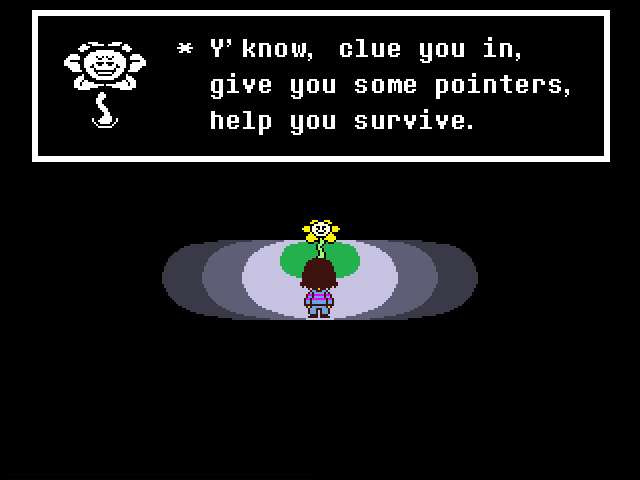 * Y'know, clue you in,
give you some pointers,
help you survive.